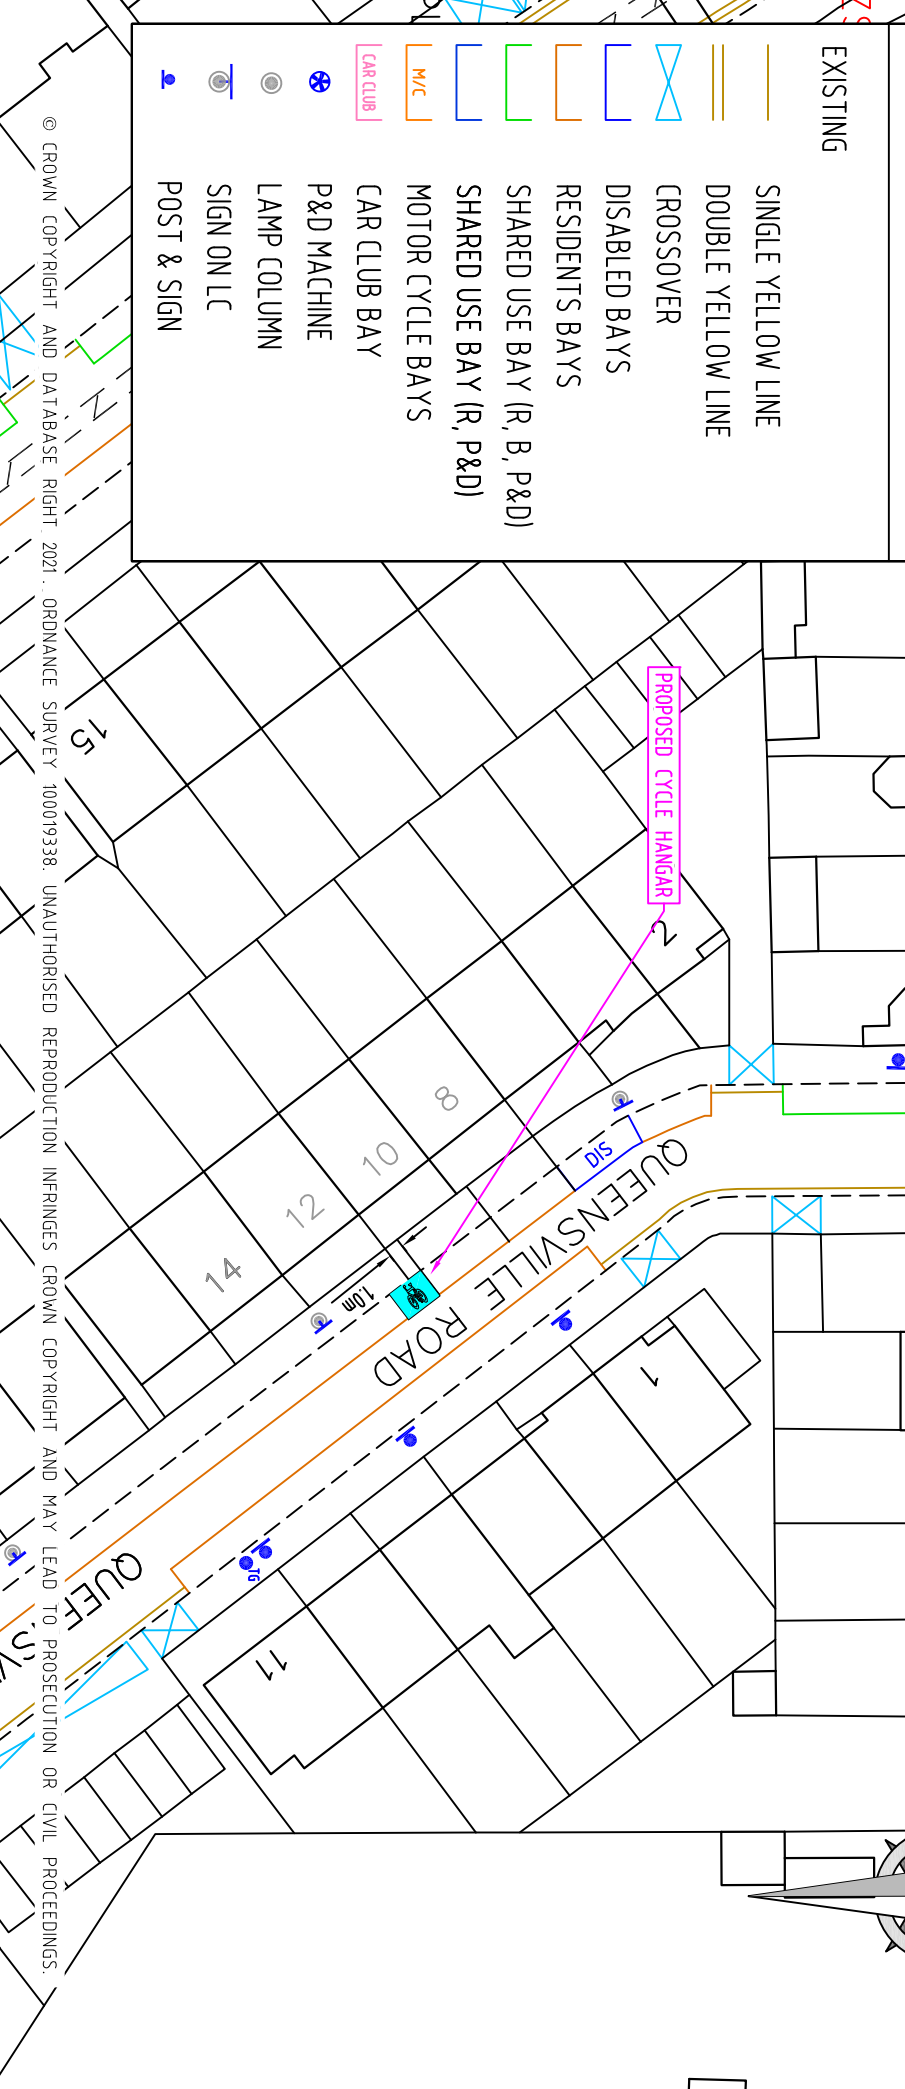 EXISTING
SINGLE YELLOW LINE
DOUBLE YELLOW LINE
CROSSOVER
DISABLED BAYS
RESIDENTS BAYS
SHARED USE BAY (R, B, P&D)
SHARED USE BAY (R, P&D)
M/C
MOTOR CYCLE BAYS
CAR CLUB
CAR CLUB BAY
P&D MACHINE
LAMP COLUMN
SIGN ON LC
POST & SIGN
PROPOSED CYCLE HANGAR
2
8
10
12
14
15
DIS
QUEENSVILLE ROAD
1.0m
1
11
TG
© CROWN COPYRIGHT AND DATABASE RIGHT 2021. ORDNANCE SURVEY 100019338. UNAUTHORISED REPRODUCTION INFRINGES CROWN COPYRIGHT AND MAY LEAD TO PROSECUTION OR CIVIL PROCEEDINGS.